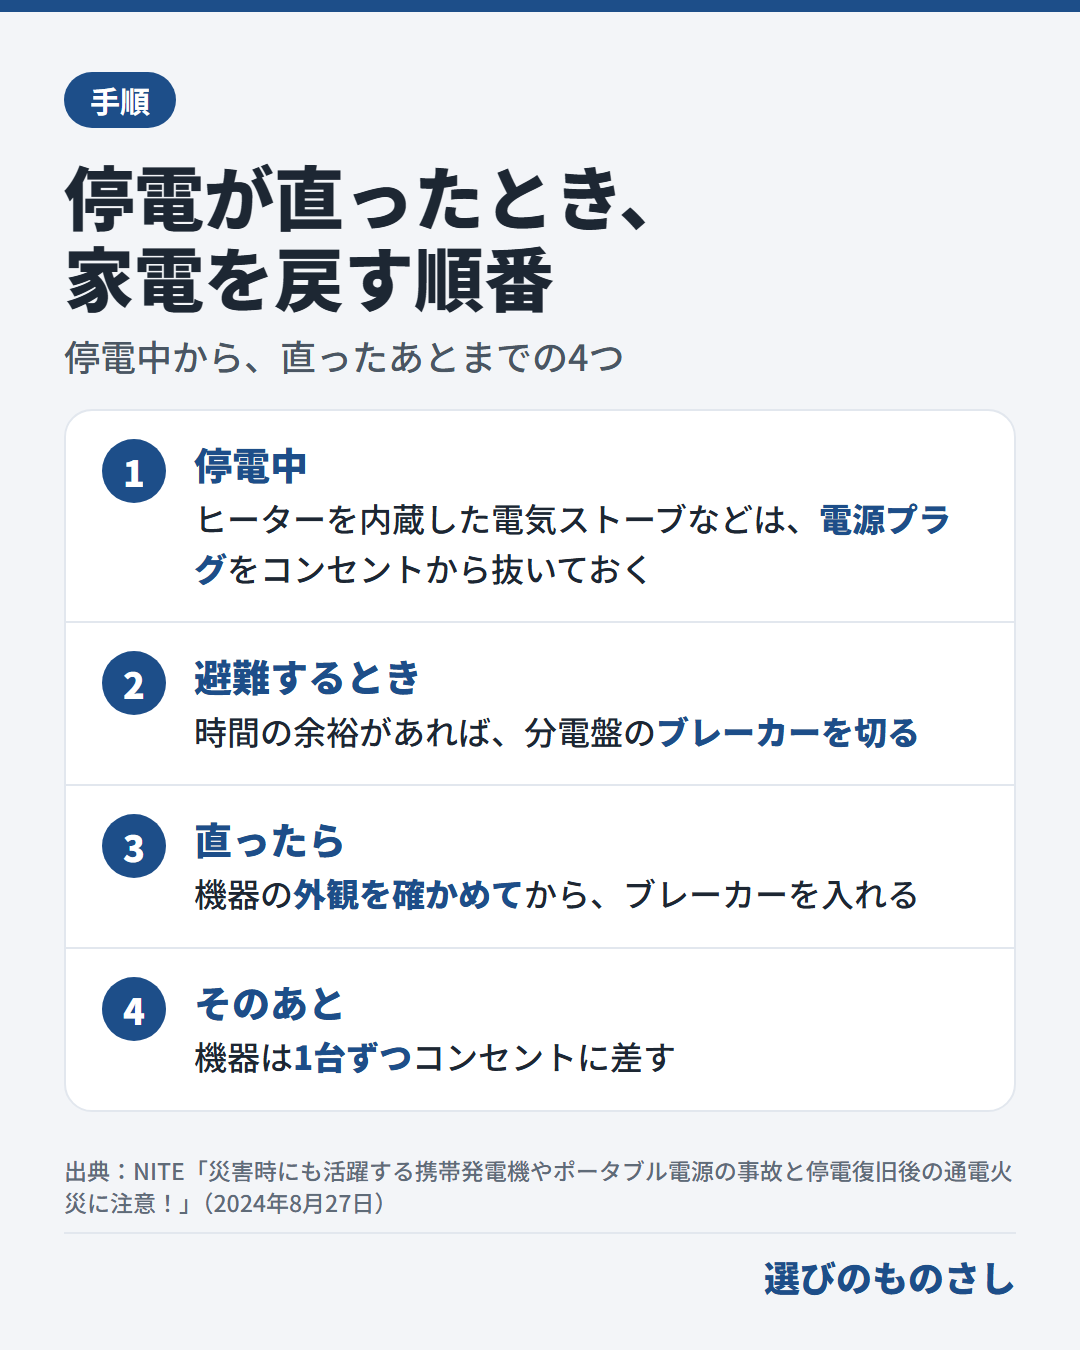 手順
停電が直ったとき、
家電を戻す順番
停電中から、直ったあとまでの4つ
1
停電中
ヒーターを内蔵した電気ストーブなどは、電源プラ
グをコンセントから抜いておく
2
避難するとき
時間の余裕があれば、分電盤のブレーカーを切る
3
直ったら
機器の外観を確かめてから、ブレーカーを入れる
4
そのあと
機器は1台ずつコンセントに差す
出典：NITE「災害時にも活躍する携帯発電機やポータブル電源の事故と停電復旧後の通電火
災に注意！」（2024年8月27日）
選びのものさし